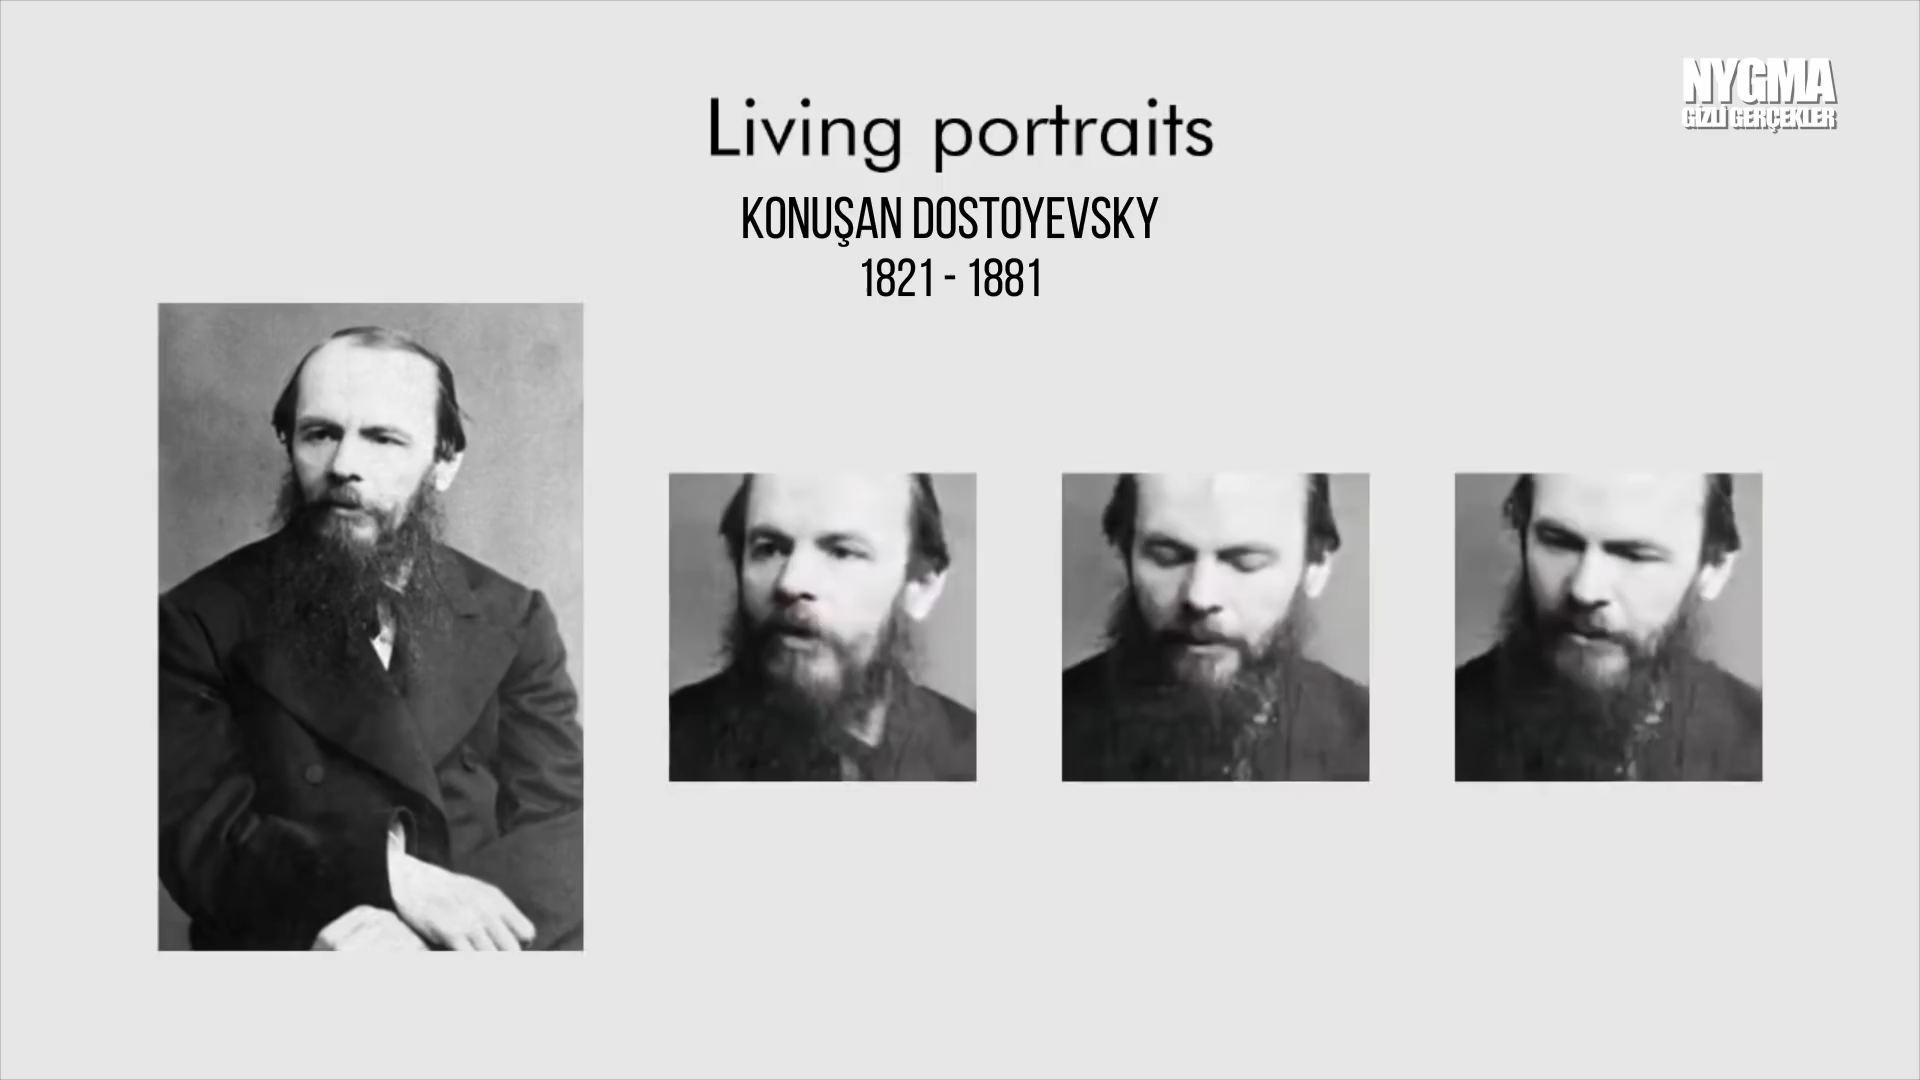 NYGMA
GİZLİ GERÇEKLER
Living portraits
KONUŞAN DOSTOYEVSKY
1821 - 1881